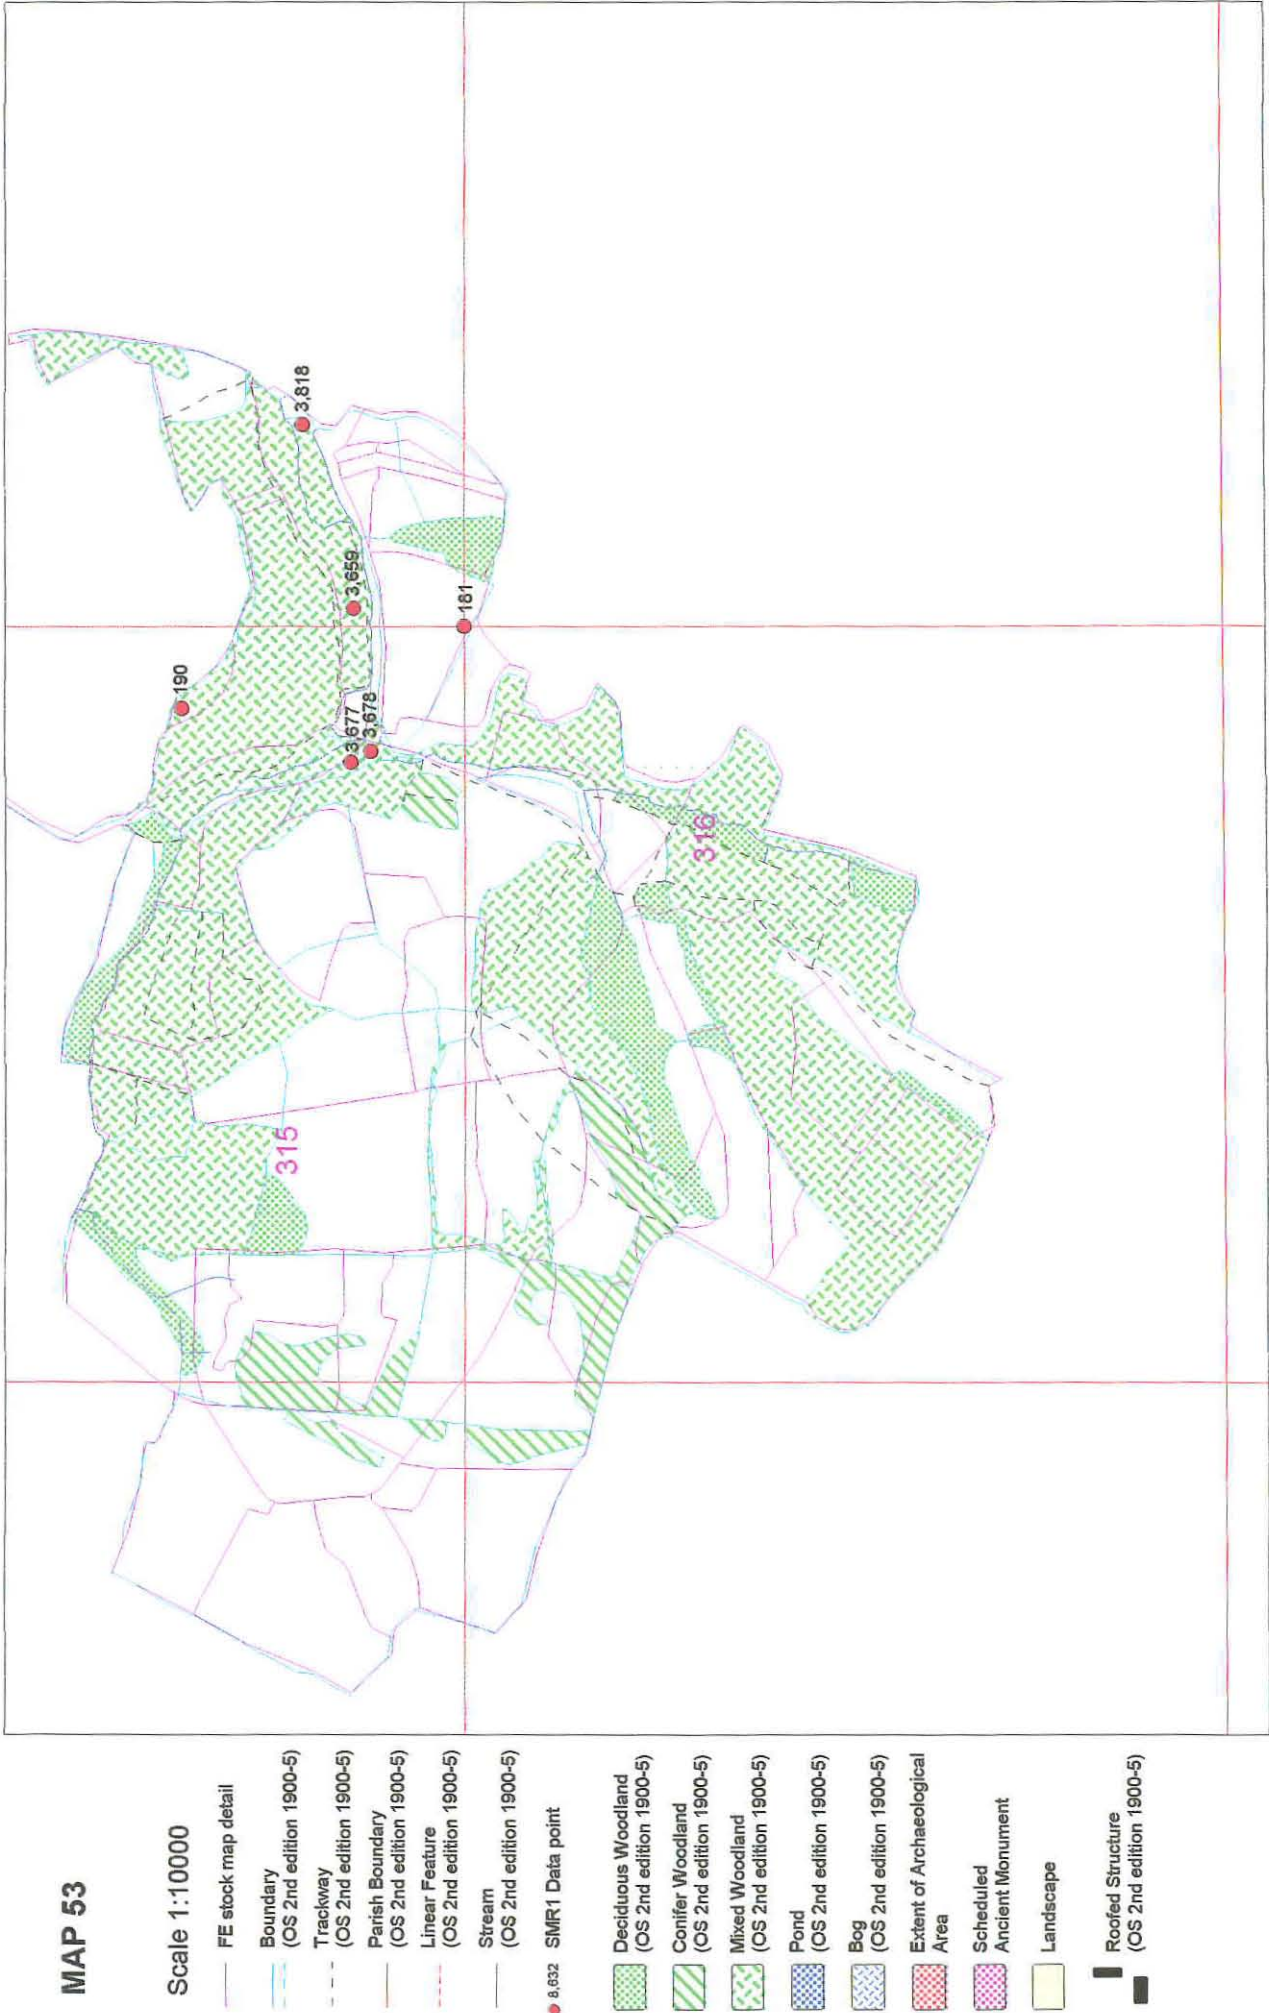 MAP 53
Scale 1:10000
FE stock map detail
Boundary
(OS 2nd edition 1900-5)
Trackway
(OS 2nd edition 1900-5)
Parish Boundary
(OS 2nd edition 1900-5)
Linear Feature
(OS 2nd edition 1900-5)
Stream
(OS 2nd edition 1900-5)
8,632 SMR1 Data point
Deciduous Woodland
(OS 2nd edition 1900-5)
Conifer Woodland
(OS 2nd edition 1900-5)
Mixed Woodland
(OS 2nd edition 1900-5)
Pond
(OS 2nd edition 1900-5)
Bog
(OS 2nd edition 1900-5)
Extent of Archaeological
Area
Scheduled
Ancient Monument
Landscape
Roofed Structure
(OS 2nd edition 1900-5)
190
3,818
3,659
3,677
3,678
181
315
316